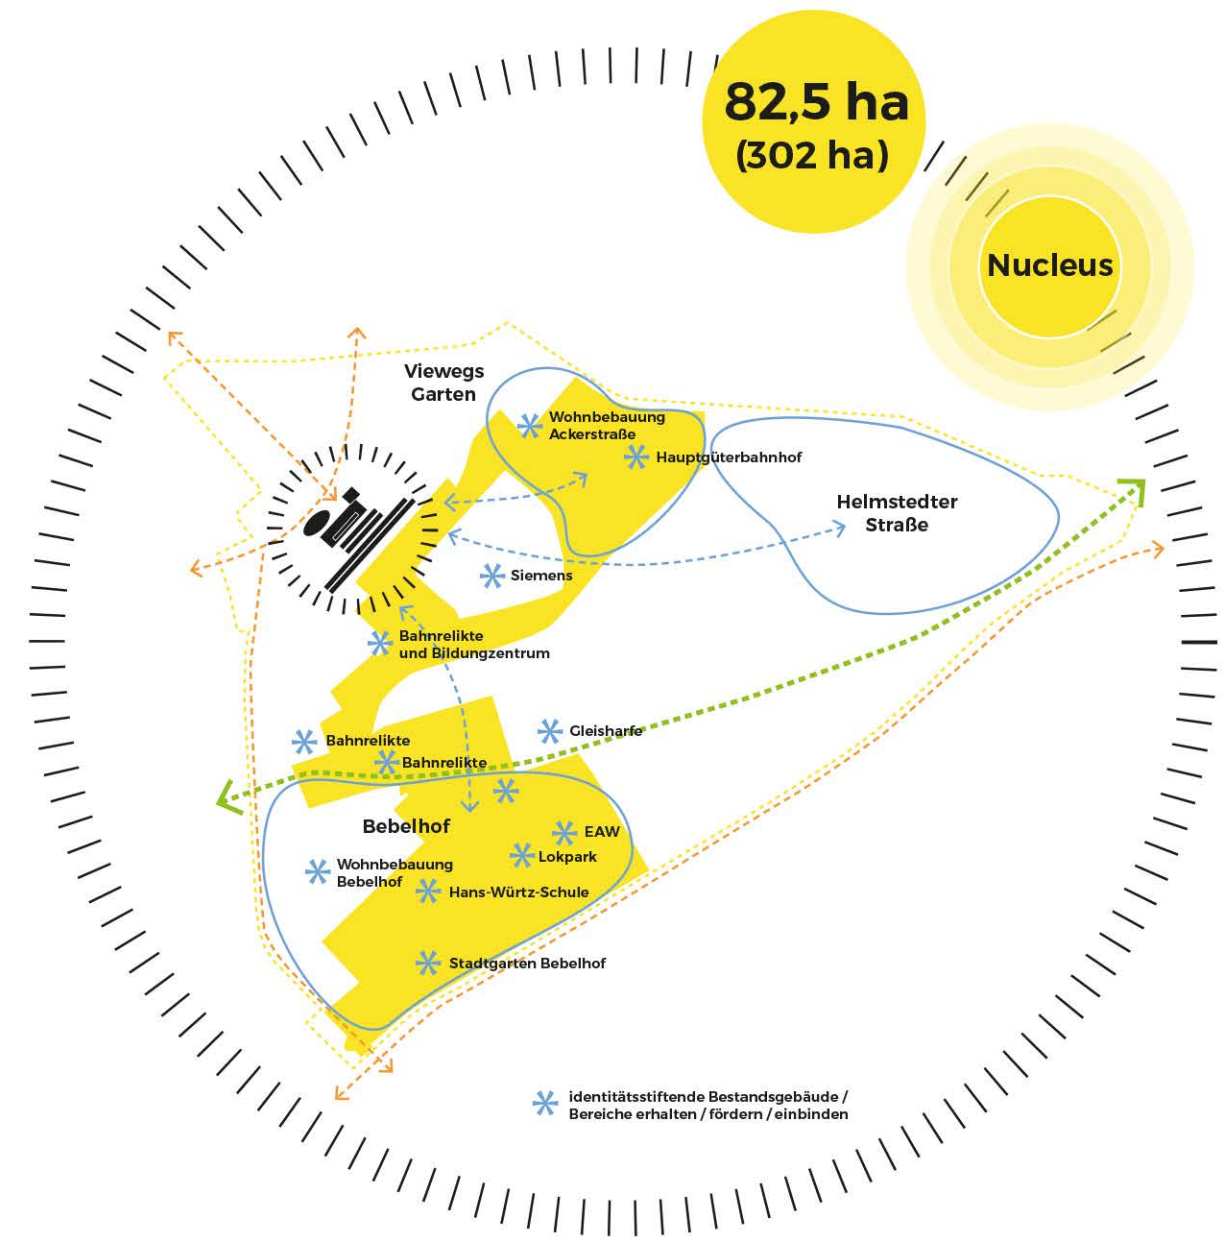 82,5 ha
(302 ha)
Nucleus
Viewegs
Garten
Wohnbebauung
Ackerstraße
Hauptgüterbahnhof
Helmstedter
Straße
Siemens
Bahnrelikte
und Bildungzentrum
Gleisharfe
Bahnrelikte
Bahnrelikte
Bebelhof
EAW
Lokpark
Wohnbebauung
Bebelhof
Hans-Würtz-Schule
Stadtgarten Bebelhof
identitätsstiftende Bestandsgebäude /
Bereiche erhalten / fördern / einbinden